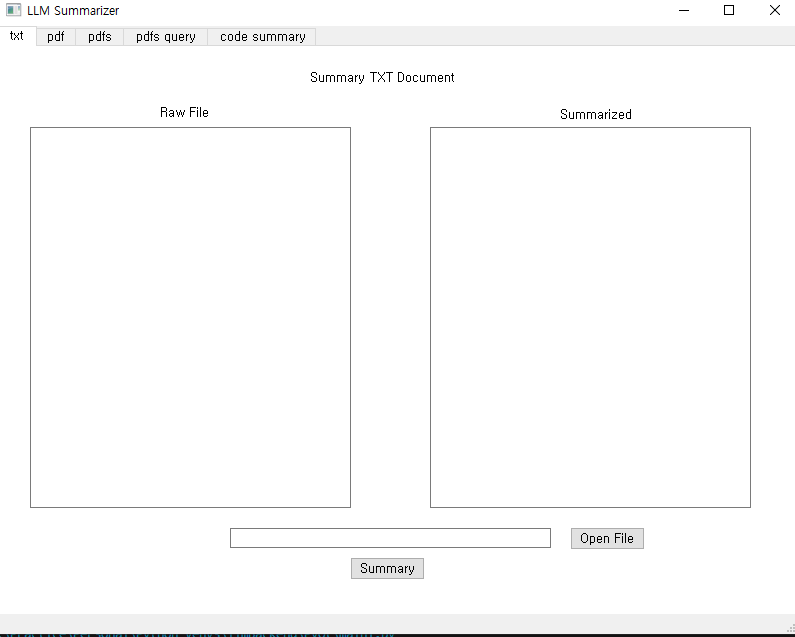 LLM Summarizer
txt pdf pdfs pdfs query code summary
Summary TXT Document
Raw File Summarized
Open File
Summary